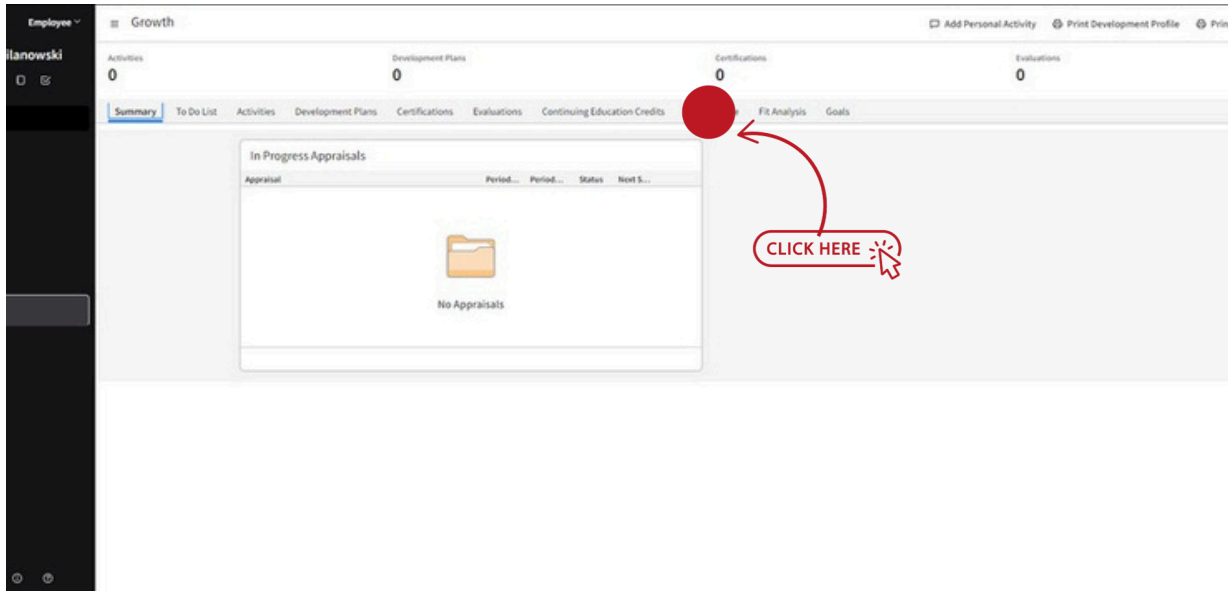 Employee
ilanowski
Growth
Add Personal Activity Print Development Profile Prin
Activities Development Plans Certifications Evaluations
0 0 0 0
Summary To Do List Activities Development Plans Certifications Evaluations Continuing Education Credits Fit Analysis Goals
In Progress Appraisals
Appraisal Period... Period... Status Next S...
CLICK HERE
No Appraisals